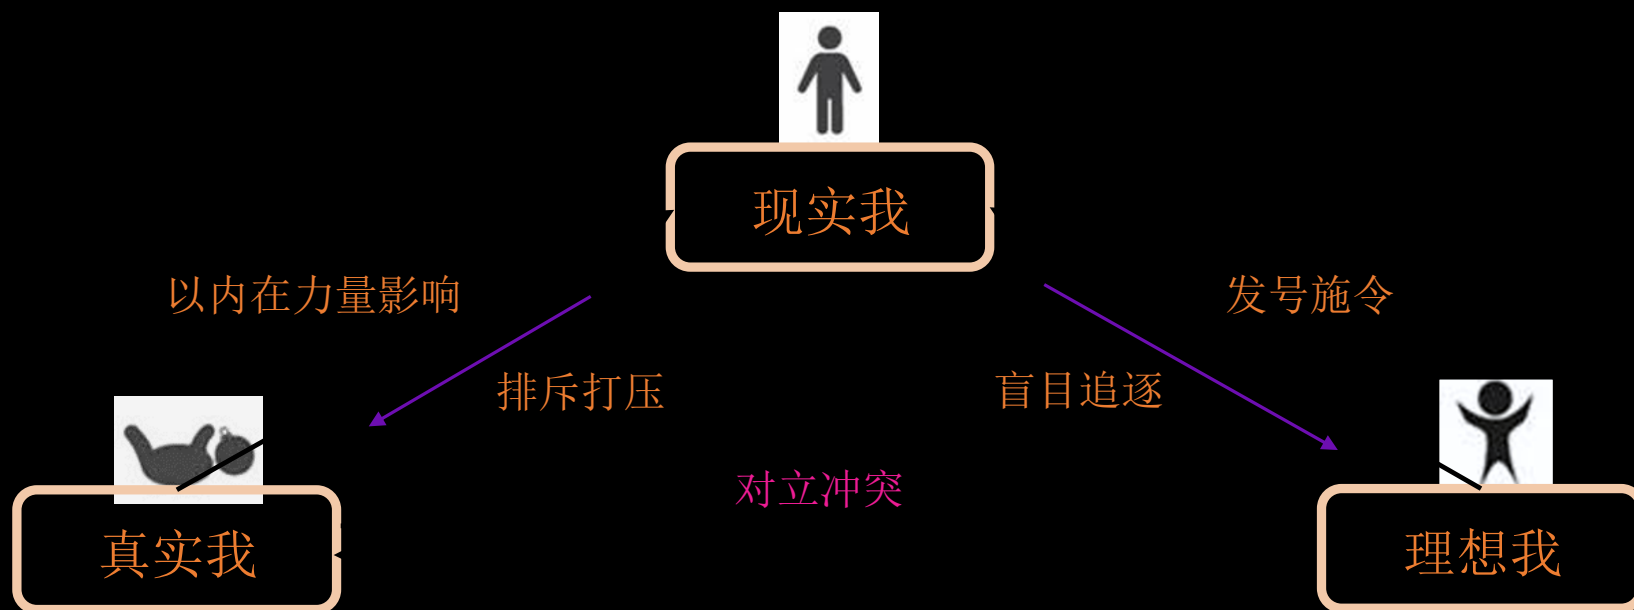 现实我
以内在力量影响
发号施令
排斥打压
盲目追逐
对立冲突
真实我
理想我